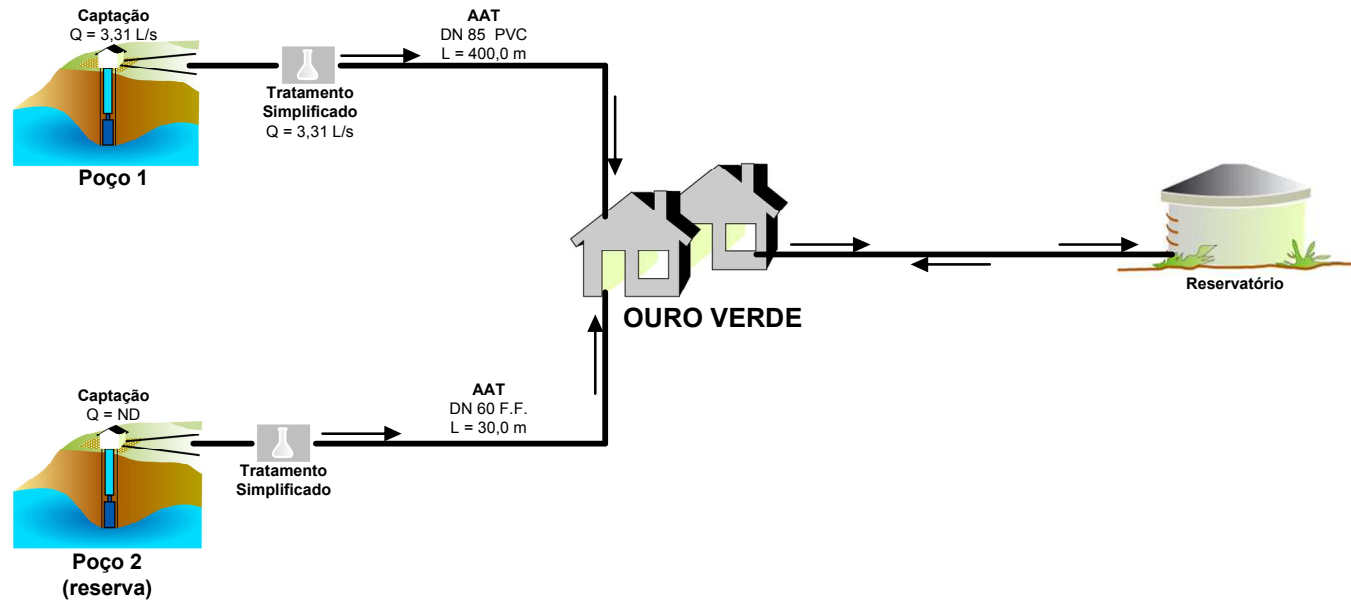 Captação
Q = 3,31 L/s
Poço 1
Tratamento
Simplificado
Q = 3,31 L/s
AAT
DN 85 PVC
L = 400,0 m
OURO VERDE
Reservatório
Captação
Q = ND
Poço 2
(reserva)
Tratamento
Simplificado
AAT
DN 60 F.F.
L = 30,0 m